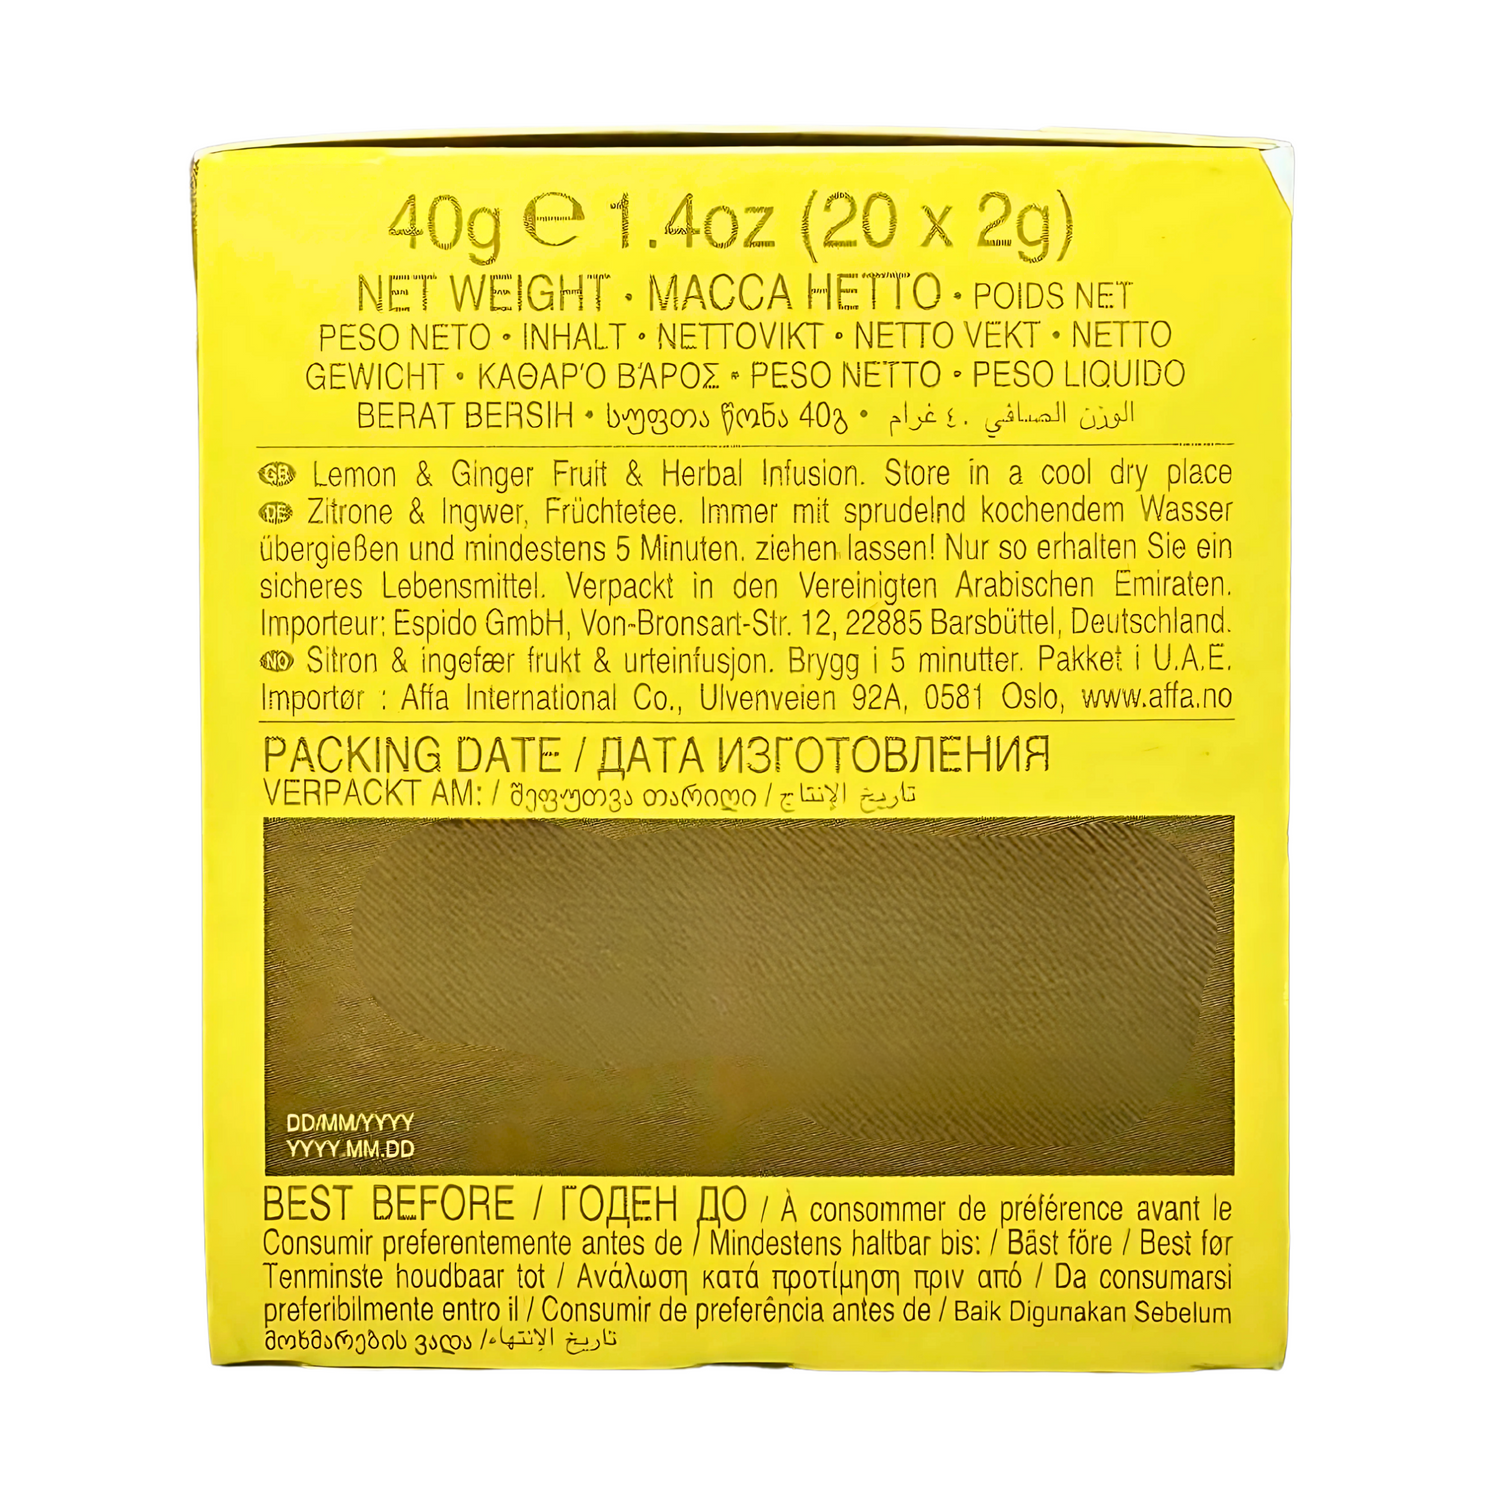 40g ℮ 1.4oz (20 x 2g)
NET WEIGHT • МАССА НЕТТО • POIDS NET
PESO NETO • INHALT • NETTOVIKT • NETTO VEKT • NETTO
GEWICHT • ΚΑΘΑΡ'Ο Β'ΑΡΟΣ • PESO NETTO • PESO LIQUIDO
BERAT BERSIH • სუფთა წონა 40გ • الوزن الصافي ٤٠ غرام
GB Lemon & Ginger Fruit & Herbal Infusion. Store in a cool dry place
DE Zitrone & Ingwer, Früchtetee. Immer mit sprudelnd kochendem Wasser
übergießen und mindestens 5 Minuten. ziehen lassen! Nur so erhalten Sie ein
sicheres Lebensmittel. Verpackt in den Vereinigten Arabischen Emiraten.
Importeur: Espido GmbH, Von-Bronsart-Str. 12, 22885 Barsbüttel, Deutschland.
NO Sitron & ingefær frukt & urteinfusjon. Brygg i 5 minutter. Pakket i U.A.E.
Importør : Affa International Co., Ulvenveien 92A, 0581 Oslo, www.affa.no
PACKING DATE / ДАТА ИЗГОТОВЛЕНИЯ
VERPACKT AM: / შეფუთვა თარიღი / تاريخ الإنتاج
DD/MM/YYYY
YYYY.MM.DD
BEST BEFORE / ГОДЕН ДО / À consommer de préférence avant le
Consumir preferentemente antes de / Mindestens haltbar bis: / Bäst före / Best før
Tenminste houdbaar tot / Ανάλωση κατά προτίμηση πριν από / Da consumarsi
preferibilmente entro il / Consumir de preferência antes de / Baik Digunakan Sebelum
მოხმარების ვადა / تاريخ الإنتهاء